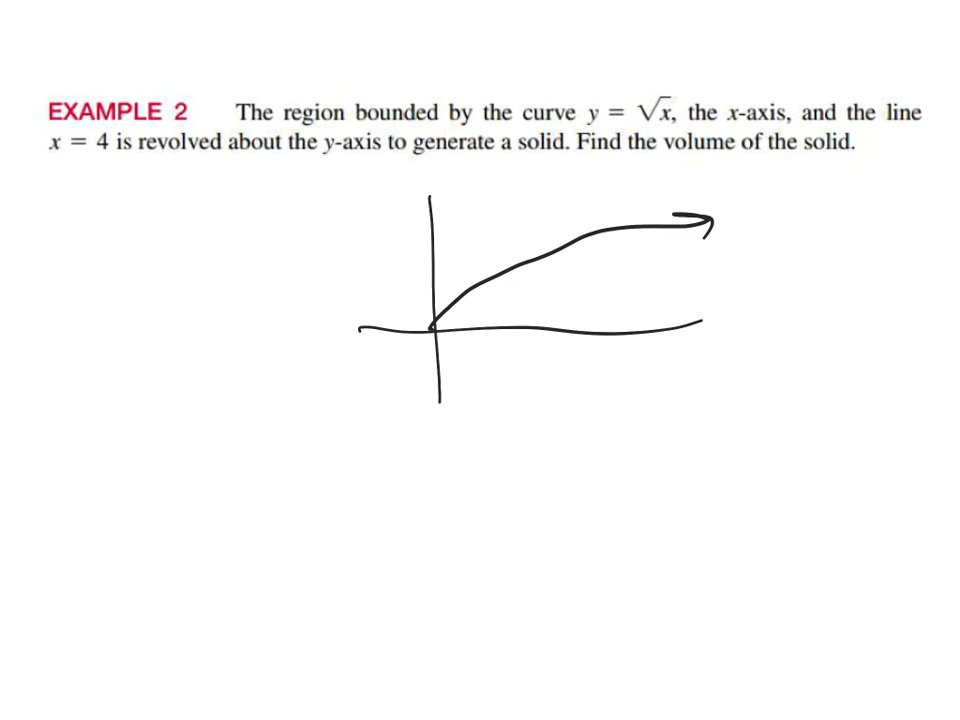 EXAMPLE 2 The region bounded by the curve y = √x, the x-axis, and the line
x = 4 is revolved about the y-axis to generate a solid. Find the volume of the solid.